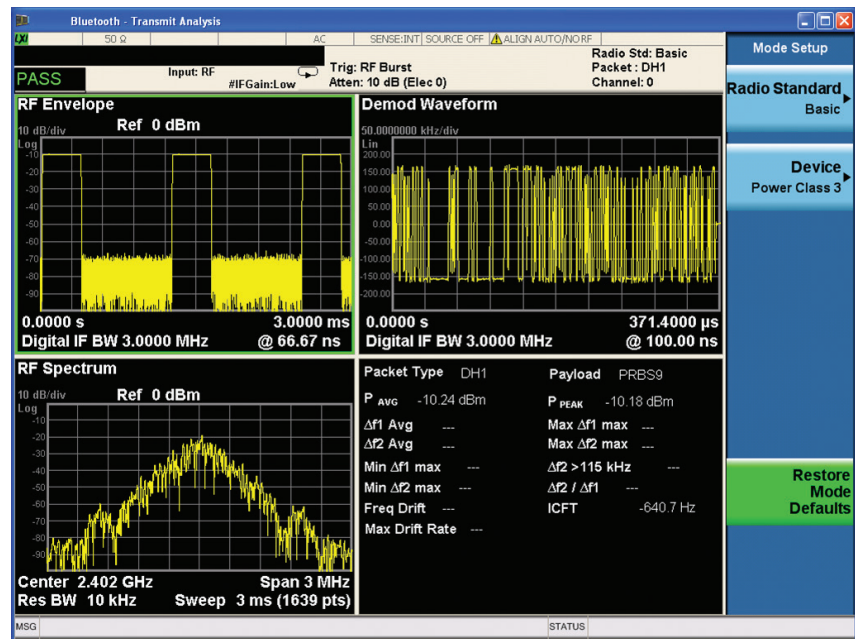 Bluetooth - Transmit Analysis
LXI 50 Ω AC SENSE:INT SOURCE OFF ALIGN AUTO/NO RF
Radio Std: Basic
Trig: RF Burst Packet : DH1
PASS Input: RF #IFGain:Low Atten: 10 dB (Elec 0) Channel: 0
RF Envelope
10 dB/div Ref 0 dBm
Log
-10
-20
-30
-40
-50
-60
-70
-80
-90
0.0000 s 3.0000 ms
Digital IF BW 3.0000 MHz @ 66.67 ns
Demod Waveform
50.0000000 kHz/div
Lin
200.00
150.00
100.00
50.00
0.00
-50.00
-100.00
-150.00
-200.00
0.0000 s 371.4000 µs
Digital IF BW 3.0000 MHz @ 100.00 ns
RF Spectrum
10 dB/div Ref 0 dBm
Log
-10
-20
-30
-40
-50
-60
-70
-80
-90
Center 2.402 GHz Span 3 MHz
Res BW 10 kHz Sweep 3 ms (1639 pts)
Packet Type DH1 Payload PRBS9
P AVG -10.24 dBm P PEAK -10.18 dBm
Δf1 Avg --- Max Δf1 max ---
Δf2 Avg --- Max Δf2 max ---
Min Δf1 max --- Δf2 >115 kHz ---
Min Δf2 max --- Δf2 / Δf1 ---
Freq Drift --- ICFT -640.7 Hz
Max Drift Rate ---
Mode Setup
Radio Standard
Basic
Device
Power Class 3
Restore
Mode
Defaults
MSG STATUS